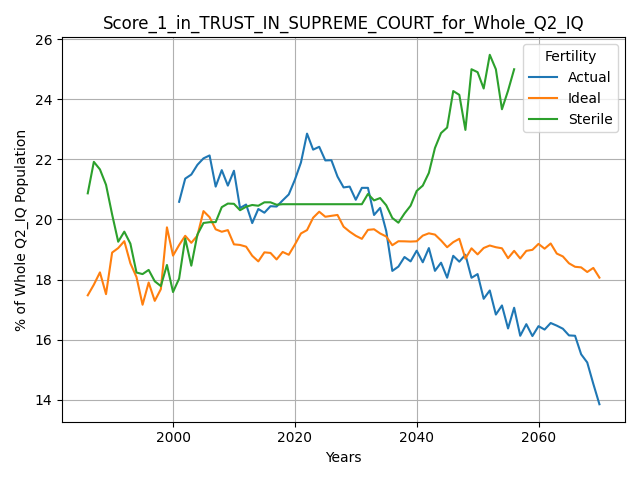 Score_1_in_TRUST_IN_SUPREME_COURT_for_Whole_Q2_IQ
26
24
22
20
18
16
14
% of Whole Q2_IQ Population
Fertility
Actual
Ideal
Sterile
2000 2020 2040 2060
Years